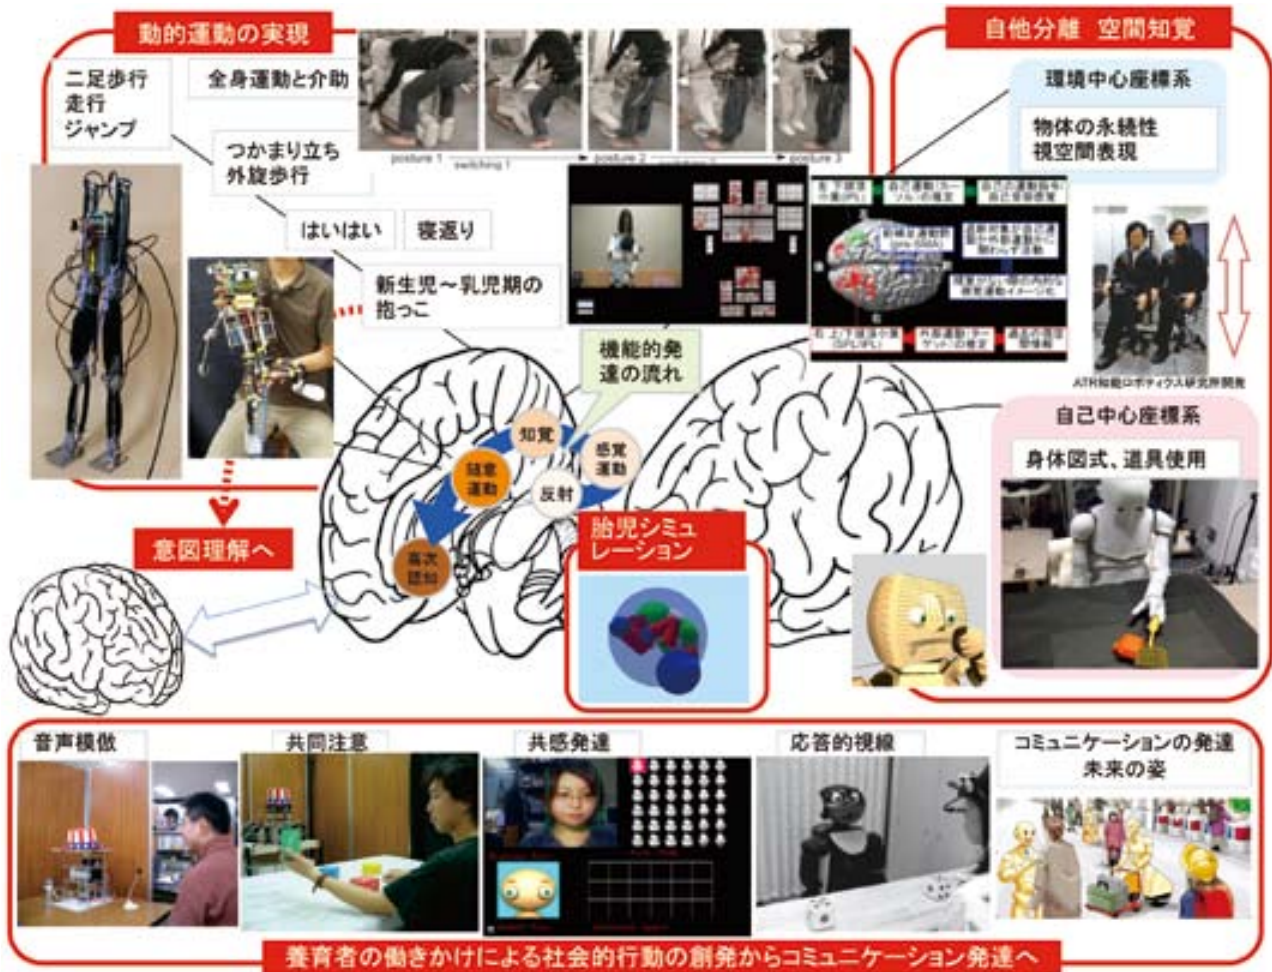 動的運動の実現
二足歩行
走行
ジャンプ
全身運動と介助
つかまり立ち
外旋歩行
はいはい
寝返り
新生児～乳児期の
抱っこ
posture 1
switching 1
posture 2
posture 3
自他分離 空間知覚
環境中心座標系
物体の永続性
視空間表現
ATR知能ロボティクス研究所開発
自己中心座標系
身体図式、道具使用
機能的発
達の流れ
知覚
感覚
運動
随意
運動
反射
高次
認知
意図理解へ
胎児シミュ
レーション
音声模倣
共同注意
共感発達
応答的視線
コミュニケーションの発達
未来の姿
養育者の働きかけによる社会的行動の創発からコミュニケーション発達へ